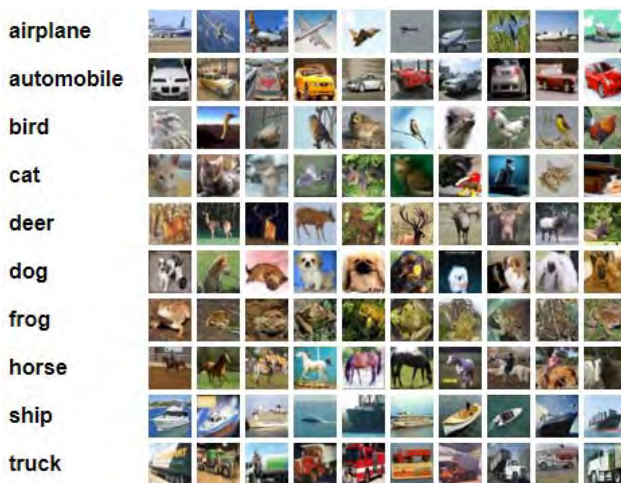 airplane
automobile
bird
cat
deer
dog
frog
horse
ship
truck